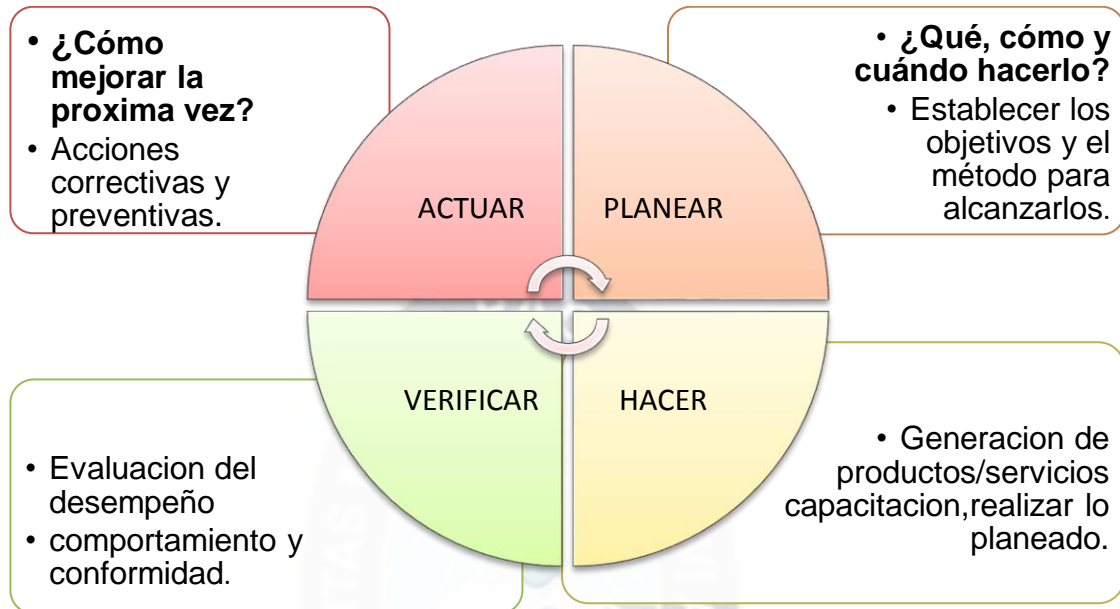 • ¿Cómo
mejorar la
proxima vez?
• Acciones
correctivas y
preventivas.
• ¿Qué, cómo y
cuándo hacerlo?
• Establecer los
objetivos y el
método para
alcanzarlos.
ACTUAR
PLANEAR
VERIFICAR
HACER
• Evaluacion del
desempeño
• comportamiento y
conformidad.
• Generacion de
productos/servicios
capacitacion,realizar lo
planeado.